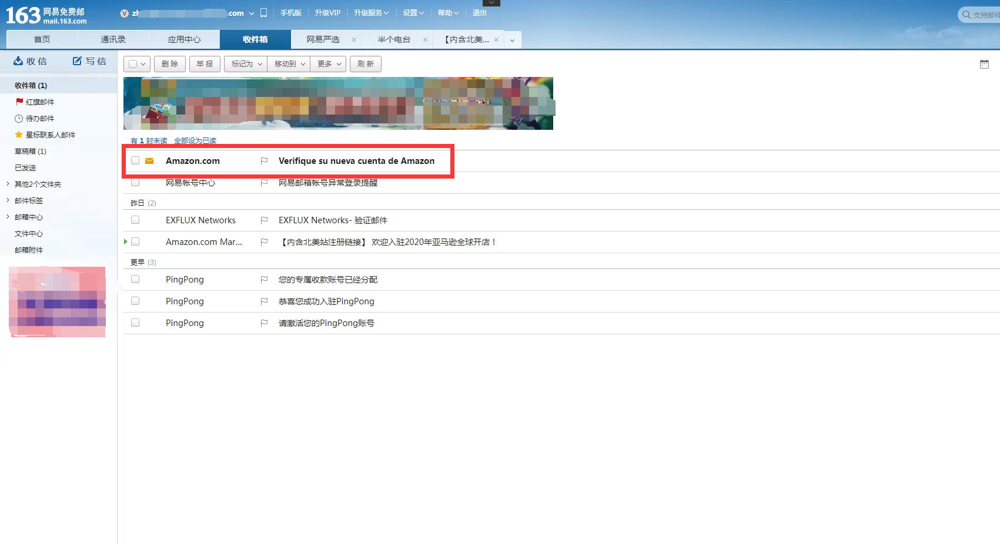 163 网易免费邮
mail.163.com
zh .com 手机版 升级VIP 升级服务 设置 帮助 退出
支持邮件
首页 通讯录 应用中心 收件箱 网易严选 半个电台 【内含北美...
收信 写信
删 除 举 报 标记为 移动到 更多 刷 新
收件箱 (1)
红旗邮件
待办邮件
星标联系人邮件
草稿箱 (1)
已发送
其他2个文件夹
邮件标签
邮箱中心
文件中心
邮箱附件
有 1 封未读 全部设为已读
Amazon.com Verifique su nueva cuenta de Amazon
网易帐号中心 网易邮箱帐号异常登录提醒
昨日 (2)
EXFLUX Networks EXFLUX Networks- 验证邮件
Amazon.com Mar... 【内含北美站注册链接】 欢迎入驻2020年亚马逊全球开店！
更早 (3)
PingPong 您的专属收款账号已经分配
PingPong 恭喜您成功入驻PingPong
PingPong 请激活您的PingPong账号